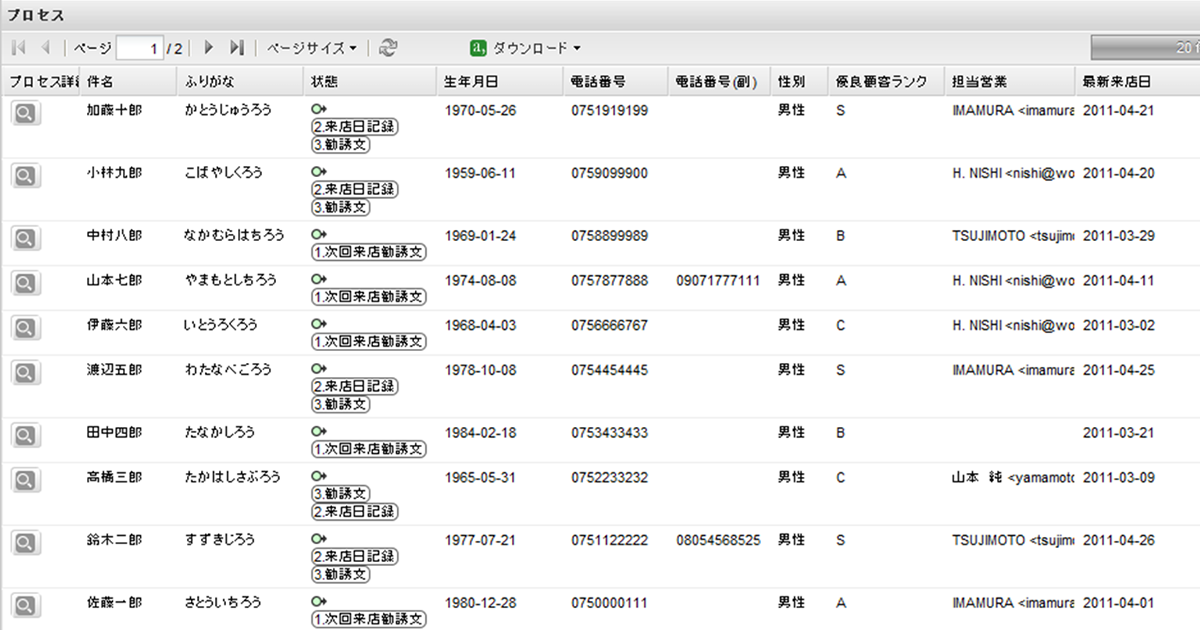 プロセス
ページ 1 / 2 ページサイズ a, ダウンロード 20
プロセス詳 件名 ふりがな 状態 生年月日 電話番号 電話番号(副) 性別 優良顧客ランク 担当営業 最新来店日
加藤十郎 かとうじゅうろう 1970-05-26 0751919199 男性 S IMAMURA <imamura 2011-04-21
2.来店日記録
3.勧誘文
小林九郎 こばやしくろう 1959-06-11 0759099900 男性 A H. NISHI <nishi@wo 2011-04-20
2.来店日記録
3.勧誘文
中村八郎 なかむらはちろう 1969-01-24 0758899989 男性 B TSUJIMOTO <tsujim 2011-03-29
1.次回来店勧誘文
山本七郎 やまもとしちろう 1974-08-08 0757877888 09071777111 男性 A H. NISHI <nishi@wo 2011-04-11
1.次回来店勧誘文
伊藤六郎 いとうろくろう 1968-04-03 0756666767 男性 C H. NISHI <nishi@wo 2011-03-02
1.次回来店勧誘文
渡辺五郎 わたなべごろう 1978-10-08 0754454445 男性 S IMAMURA <imamura 2011-04-25
2.来店日記録
3.勧誘文
田中四郎 たなかしろう 1984-02-18 0753433433 男性 B 2011-03-21
1.次回来店勧誘文
高橋三郎 たかはしさぶろう 1965-05-31 0752233232 男性 C 山本 純 <yamamoto 2011-03-09
3.勧誘文
2.来店日記録
鈴木二郎 すずきじろう 1977-07-21 0751122222 08054568525 男性 S TSUJIMOTO <tsujim 2011-04-26
2.来店日記録
3.勧誘文
佐藤一郎 さとういちろう 1980-12-28 0750000111 男性 A IMAMURA <imamura 2011-04-01
1.次回来店勧誘文